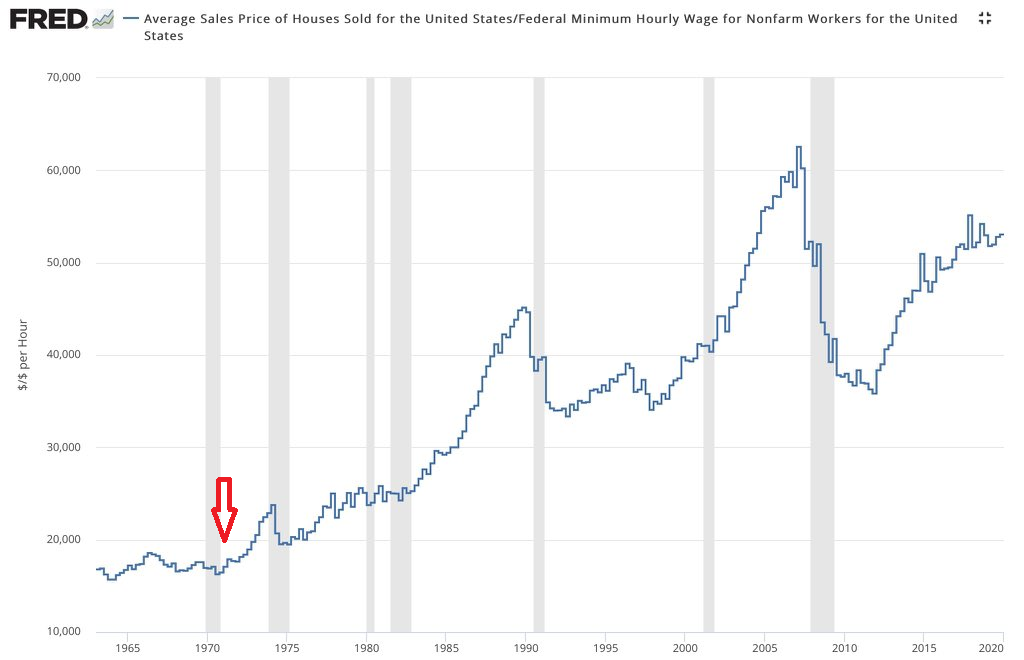 FRED
Average Sales Price of Houses Sold for the United States/Federal Minimum Hourly Wage for Nonfarm Workers for the United
States
70,000
60,000
50,000
40,000
30,000
20,000
10,000
$/$ per Hour
1965 1970 1975 1980 1985 1990 1995 2000 2005 2010 2015 2020